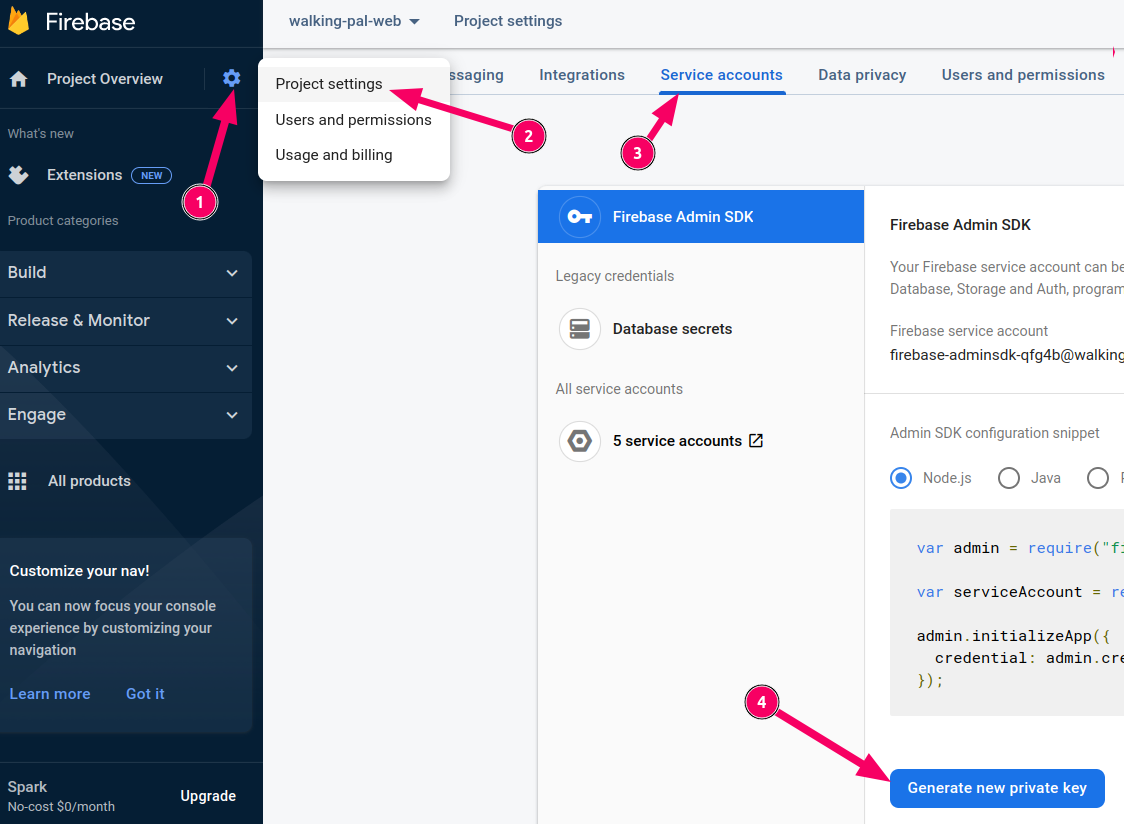 Firebase
walking-pal-web
Project settings
Project Overview
Project settings
Users and permissions
Usage and billing
ssaging
Integrations
Service accounts
Data privacy
Users and permissions
1
2
3
What's new
Extensions
NEW
Product categories
Build
Release & Monitor
Analytics
Engage
All products
Customize your nav!
You can now focus your console
experience by customizing your
navigation
Learn more
Got it
Spark
No-cost $0/month
Upgrade
Firebase Admin SDK
Legacy credentials
Database secrets
All service accounts
5 service accounts
Firebase Admin SDK
Your Firebase service account can be
Database, Storage and Auth, program
Firebase service account
firebase-adminsdk-qfg4b@walking
Admin SDK configuration snippet
Node.js
Java
var admin = require("fi
var serviceAccount = re
admin.initializeApp({
credential: admin.cre
});
4
Generate new private key